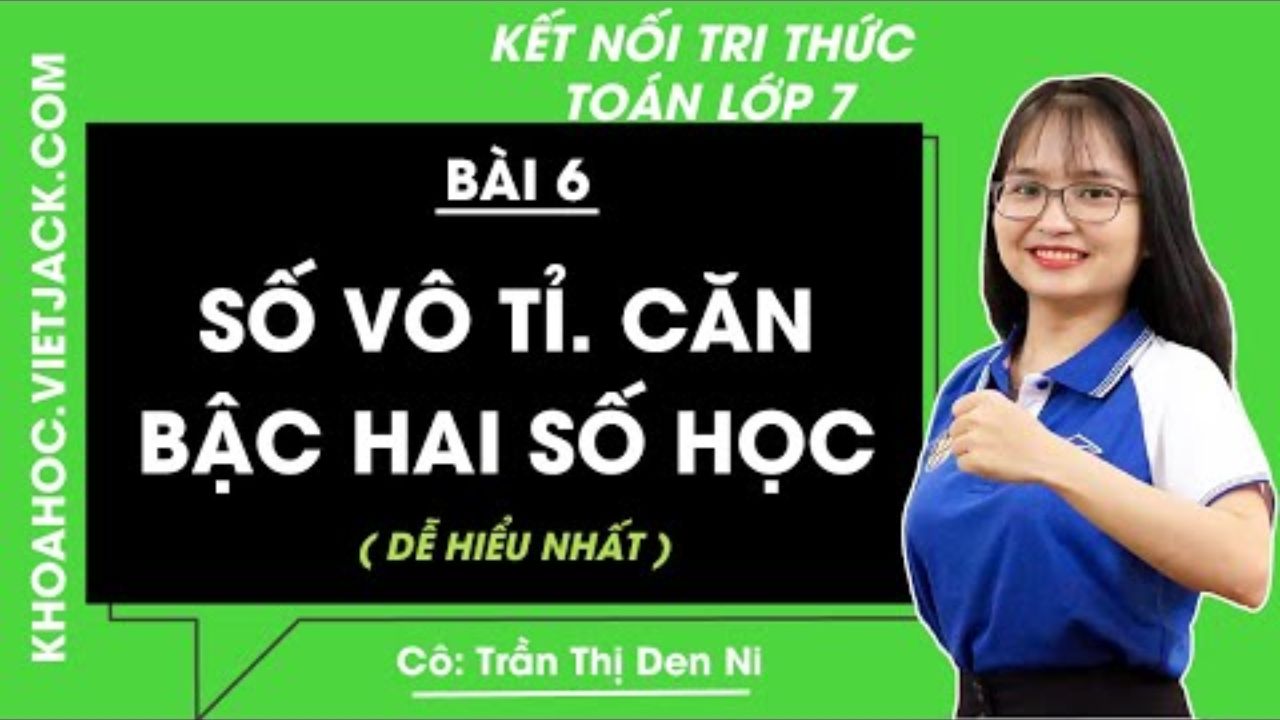 KẾT NỐI TRI THỨC
TOÁN LỚP 7
BÀI 6
SỐ VÔ TỈ. CĂN
BẬC HAI SỐ HỌC
( DỄ HIỂU NHẤT )
Cô: Trần Thị Den Ni
KHOAHOC.VIETJACK.COM